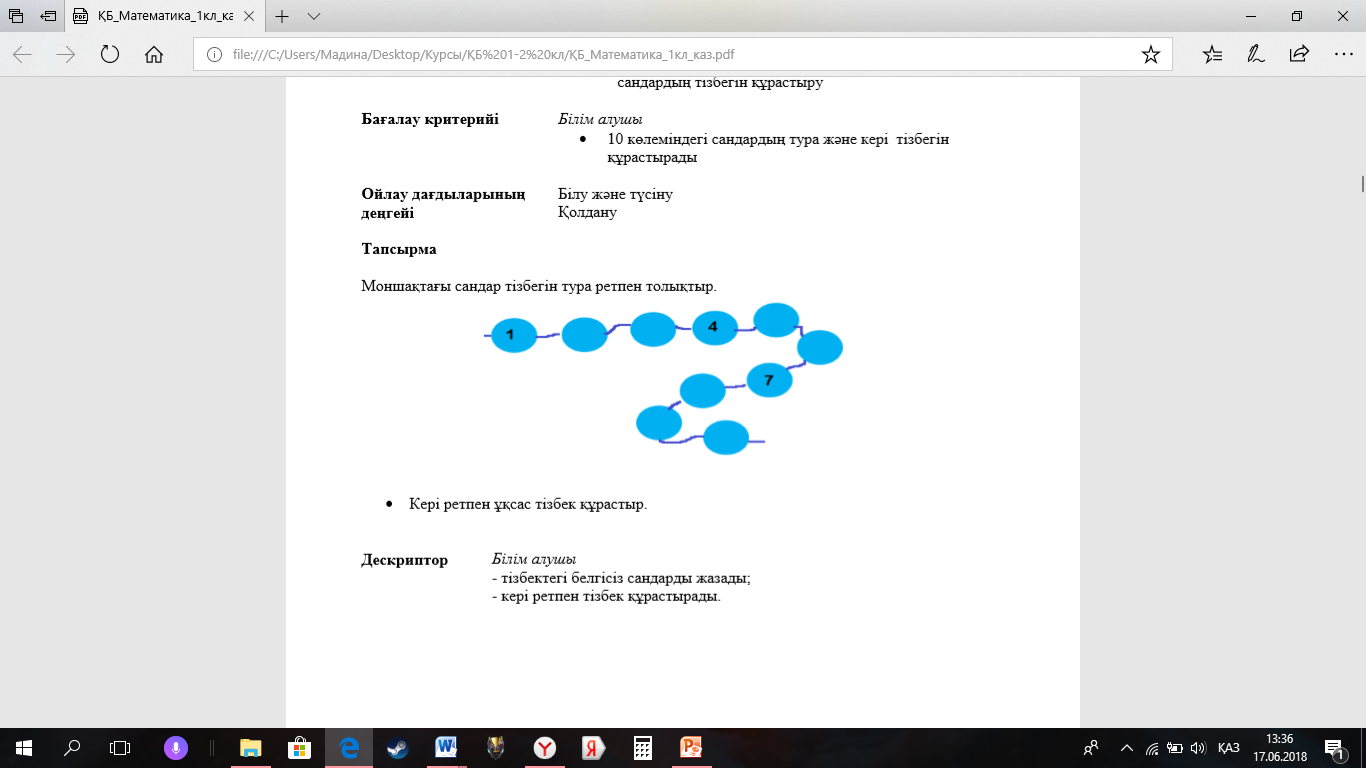 ҚБ_Математика_1кл_ка
file:///C:/Users/Мадина/Desktop/Курсы/ҚБ%201-2%20кл/ҚБ_Математика_1кл_каз.pdf
сандардың тізбегін құрастыру
Бағалау критерийі
Білім алушы
• 10 көлеміндегі сандардың тура және кері тізбегін
құрастырады
Ойлау дағдыларының
деңгейі
Білу және түсіну
Қолдану
Тапсырма
Моншақтағы сандар тізбегін тура ретпен толықтыр.
1
4
7
• Кері ретпен ұқсас тізбек құрастыр.
Дескриптор
Білім алушы
- тізбектегі белгісіз сандарды жазады;
- кері ретпен тізбек құрастырады.
ҚАЗ
13:36
17.06.2018
1